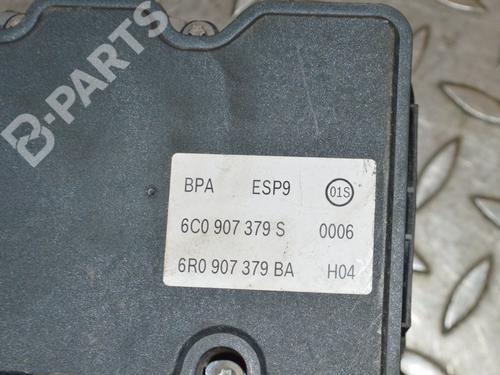 B-PARTS
BPA ESP9 01S
6C0 907 379 S 0006
6R0 907 379 BA H04